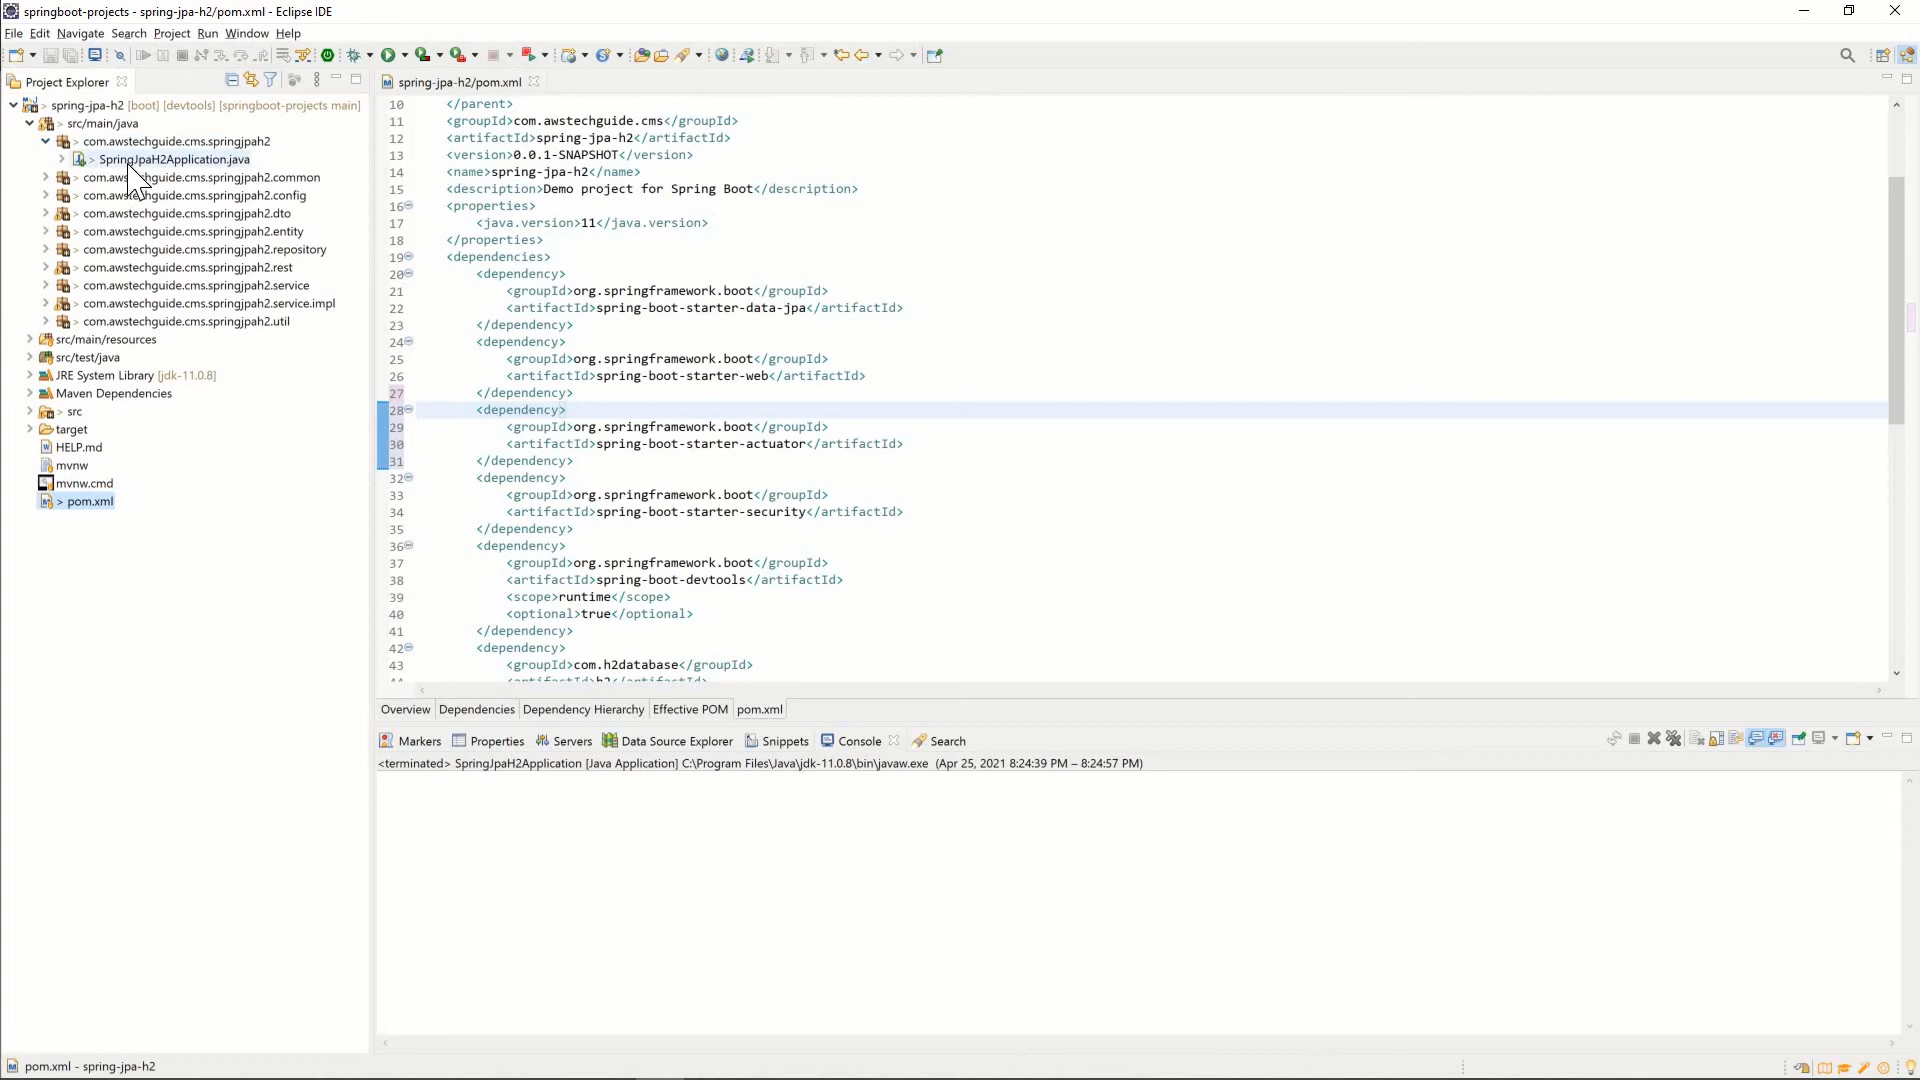 springboot-projects - spring-jpa-h2/pom.xml - Eclipse IDE
File Edit Navigate Search Project Run Window Help
Project Explorer
spring-jpa-h2/pom.xml
> spring-jpa-h2 [boot] [devtools] [springboot-projects main]
> src/main/java
> com.awstechguide.cms.springjpah2
> SpringJpaH2Application.java
> com.awstechguide.cms.springjpah2.common
> com.awstechguide.cms.springjpah2.config
> com.awstechguide.cms.springjpah2.dto
> com.awstechguide.cms.springjpah2.entity
> com.awstechguide.cms.springjpah2.repository
> com.awstechguide.cms.springjpah2.rest
> com.awstechguide.cms.springjpah2.service
> com.awstechguide.cms.springjpah2.service.impl
> com.awstechguide.cms.springjpah2.util
src/main/resources
src/test/java
JRE System Library [jdk-11.0.8]
Maven Dependencies
> src
target
HELP.md
mvnw
mvnw.cmd
> pom.xml
10 </parent>
11 <groupId>com.awstechguide.cms</groupId>
12 <artifactId>spring-jpa-h2</artifactId>
13 <version>0.0.1-SNAPSHOT</version>
14 <name>spring-jpa-h2</name>
15 <description>Demo project for Spring Boot</description>
16 <properties>
17 <java.version>11</java.version>
18 </properties>
19 <dependencies>
20 <dependency>
21 <groupId>org.springframework.boot</groupId>
22 <artifactId>spring-boot-starter-data-jpa</artifactId>
23 </dependency>
24 <dependency>
25 <groupId>org.springframework.boot</groupId>
26 <artifactId>spring-boot-starter-web</artifactId>
27 </dependency>
28 <dependency>
29 <groupId>org.springframework.boot</groupId>
30 <artifactId>spring-boot-starter-actuator</artifactId>
31 </dependency>
32 <dependency>
33 <groupId>org.springframework.boot</groupId>
34 <artifactId>spring-boot-starter-security</artifactId>
35 </dependency>
36 <dependency>
37 <groupId>org.springframework.boot</groupId>
38 <artifactId>spring-boot-devtools</artifactId>
39 <scope>runtime</scope>
40 <optional>true</optional>
41 </dependency>
42 <dependency>
43 <groupId>com.h2database</groupId>
44 <artifactId>h2</artifactId>
Overview Dependencies Dependency Hierarchy Effective POM pom.xml
Markers Properties Servers Data Source Explorer Snippets Console Search
<terminated> SpringJpaH2Application [Java Application] C:\Program Files\Java\jdk-11.0.8\bin\javaw.exe (Apr 25, 2021 8:24:39 PM – 8:24:57 PM)
pom.xml - spring-jpa-h2